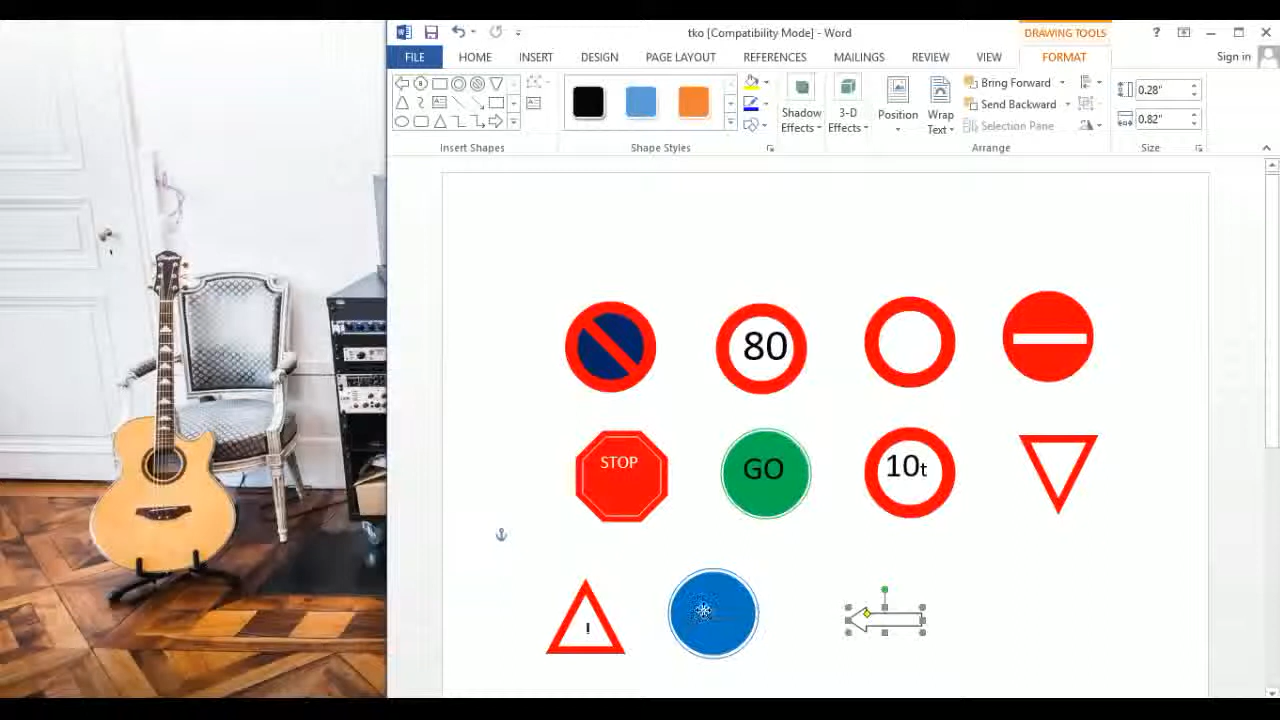 tko [Compatibility Mode] - Word
DRAWING TOOLS
?
FILE
HOME
INSERT
DESIGN
PAGE LAYOUT
REFERENCES
MAILINGS
REVIEW
VIEW
FORMAT
Sign in
Shadow
Effects
3-D
Effects
Position
Wrap
Text
Bring Forward
Send Backward
Selection Pane
0.28"
0.82"
Insert Shapes
Shape Styles
Arrange
Size
80
STOP
GO
10t
!